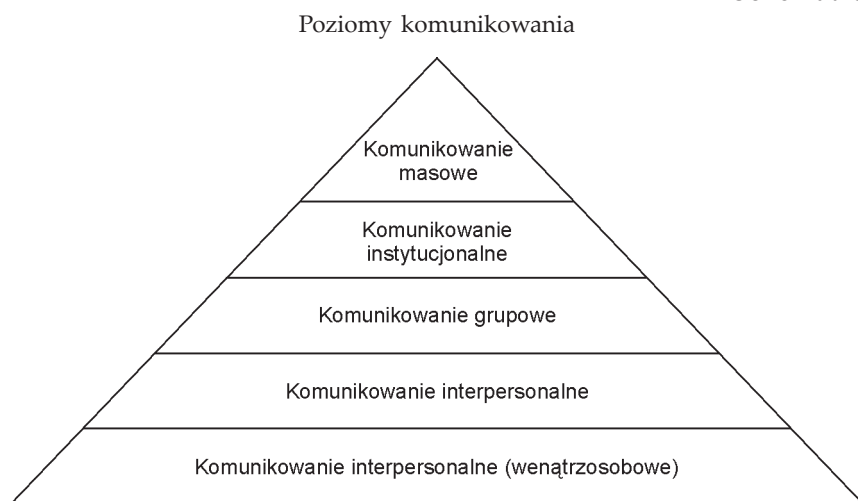 Poziomy komunikowania
Komunikowanie
masowe
Komunikowanie
instytucjonalne
Komunikowanie grupowe
Komunikowanie interpersonalne
Komunikowanie interpersonalne (wenątrzosobowe)